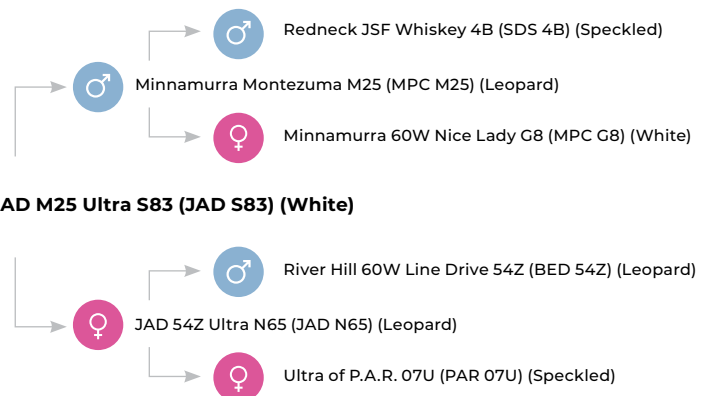 Redneck JSF Whiskey 4B (SDS 4B) (Speckled)
Minnamurra Montezuma M25 (MPC M25) (Leopard)
Minnamurra 60W Nice Lady G8 (MPC G8) (White)
AD M25 Ultra S83 (JAD S83) (White)
River Hill 60W Line Drive 54Z (BED 54Z) (Leopard)
JAD 54Z Ultra N65 (JAD N65) (Leopard)
Ultra of P.A.R. 07U (PAR 07U) (Speckled)